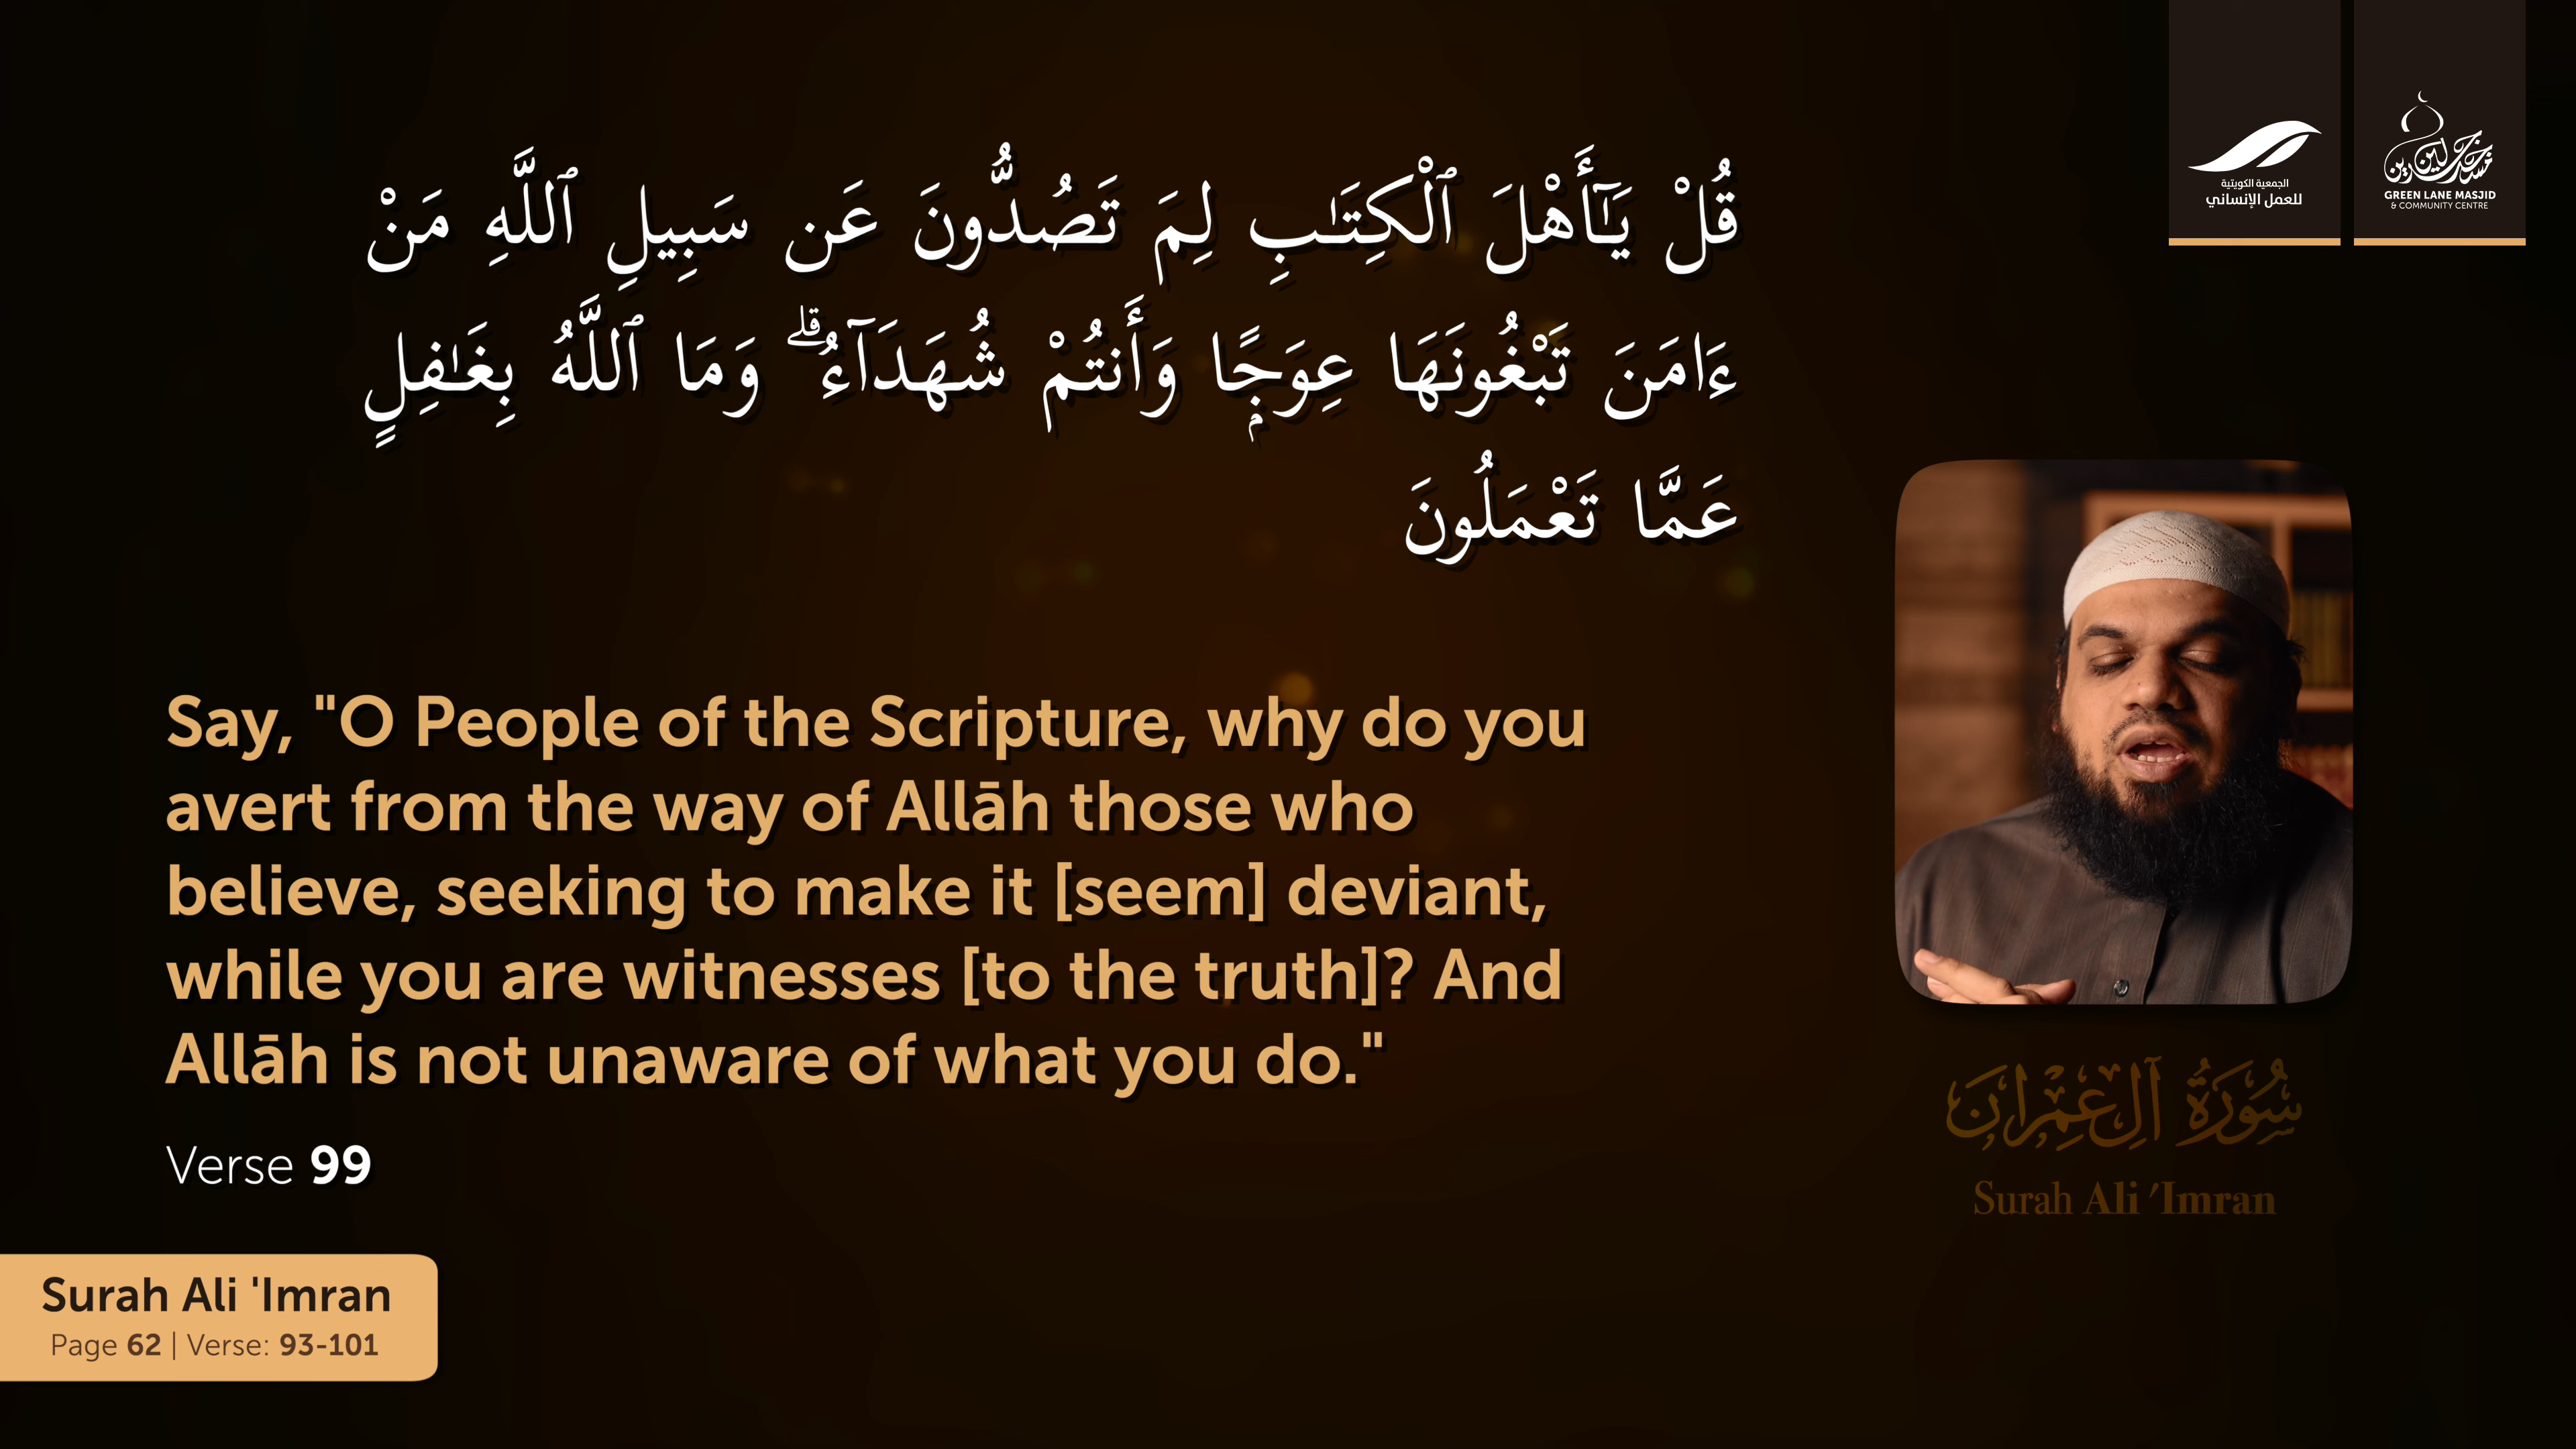 قُلْ يَـٰٓأَهْلَ ٱلْكِتَـٰبِ لِمَ تَصُدُّونَ عَن سَبِيلِ ٱللَّهِ مَنْ
ءَامَنَ تَبْغُونَهَا عِوَجًۭا وَأَنتُمْ شُهَدَآءُ ۗ وَمَا ٱللَّهُ بِغَـٰفِلٍ
عَمَّا تَعْمَلُونَ
Say, "O People of the Scripture, why do you
avert from the way of Allāh those who
believe, seeking to make it [seem] deviant,
while you are witnesses [to the truth]? And
Allāh is not unaware of what you do."
Verse 99
Surah Ali 'Imran
Page 62 | Verse: 93-101
الجمعية الكويتية
للعمل الإنساني
مسجد جرين لين
GREEN LANE MASJID
& COMMUNITY CENTRE
سُورَةُ آلِ عِمْرَان
Surah Ali 'Imran